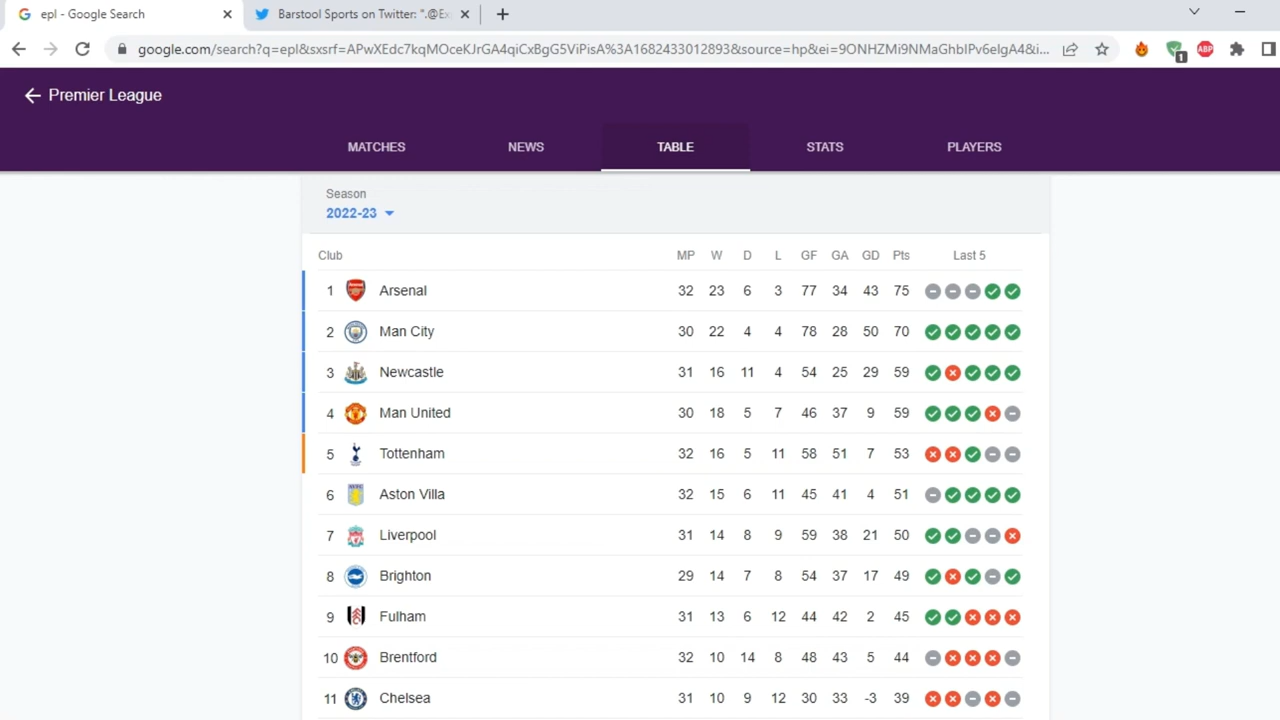 epl - Google Search
Barstool Sports on Twitter: ".@Exp
google.com/search?q=epl&sxsrf=APwXEdc7kqMOceKJrGA4qiCxBgG5ViPisA%3A1682433012893&source=hp&ei=9ONHZMi9NMaGhbIPv6elgA4&i...
1
ABP
Premier League
MATCHES NEWS TABLE STATS PLAYERS
Season
2022-23
Club MP W D L GF GA GD Pts Last 5
1 Arsenal 32 23 6 3 77 34 43 75
2 Man City 30 22 4 4 78 28 50 70
3 Newcastle 31 16 11 4 54 25 29 59
4 Man United 30 18 5 7 46 37 9 59
5 Tottenham 32 16 5 11 58 51 7 53
6 Aston Villa 32 15 6 11 45 41 4 51
7 Liverpool 31 14 8 9 59 38 21 50
8 Brighton 29 14 7 8 54 37 17 49
9 Fulham 31 13 6 12 44 42 2 45
10 Brentford 32 10 14 8 48 43 5 44
11 Chelsea 31 10 9 12 30 33 -3 39